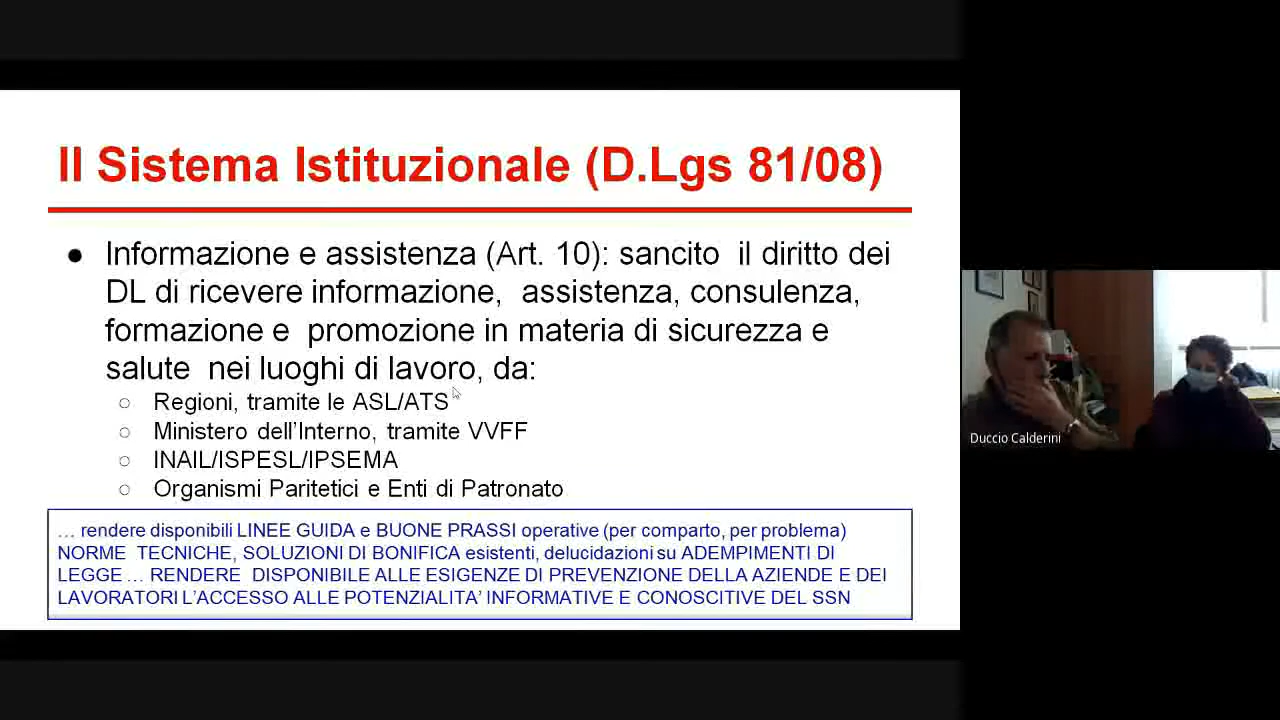 Il Sistema Istituzionale (D.Lgs 81/08)
● Informazione e assistenza (Art. 10): sancito il diritto dei
DL di ricevere informazione, assistenza, consulenza,
formazione e promozione in materia di sicurezza e
salute nei luoghi di lavoro, da:
○ Regioni, tramite le ASL/ATS
○ Ministero dell'Interno, tramite VVFF
○ INAIL/ISPESL/IPSEMA
○ Organismi Paritetici e Enti di Patronato
… rendere disponibili LINEE GUIDA e BUONE PRASSI operative (per comparto, per problema)
NORME TECNICHE, SOLUZIONI DI BONIFICA esistenti, delucidazioni su ADEMPIMENTI DI
LEGGE … RENDERE DISPONIBILE ALLE ESIGENZE DI PREVENZIONE DELLA AZIENDE E DEI
LAVORATORI L'ACCESSO ALLE POTENZIALITA' INFORMATIVE E CONOSCITIVE DEL SSN
Duccio Calderini